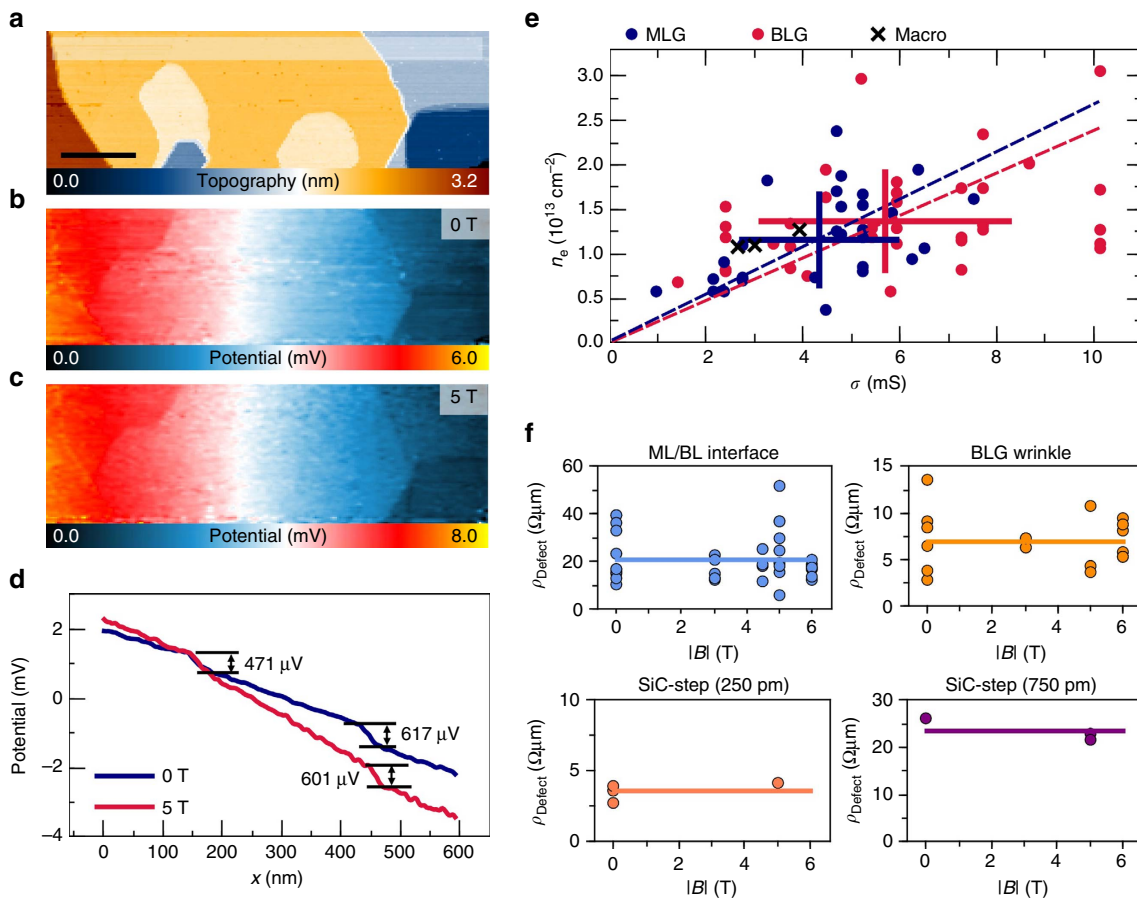 a
0.0 Topography (nm) 3.2
b
0 T
0.0 Potential (mV) 6.0
c
5 T
0.0 Potential (mV) 8.0
d
Potential (mV)
2
0
−2
−4
471 µV
617 µV
601 µV
0 T
5 T
0 100 200 300 400 500 600
x (nm)
e
MLG BLG Macro
nₑ (10¹³ cm⁻²)
3.0
2.5
2.0
1.5
1.0
0.5
0.0
0 2 4 6 8 10
σ (mS)
f
ML/BL interface
ρDefect (Ωµm)
60
40
20
0
0 2 4 6
|B| (T)
BLG wrinkle
ρDefect (Ωµm)
15
10
5
0
0 2 4 6
|B| (T)
SiC-step (250 pm)
ρDefect (Ωµm)
10
5
0
0 2 4 6
|B| (T)
SiC-step (750 pm)
ρDefect (Ωµm)
30
20
10
0
0 2 4 6
|B| (T)